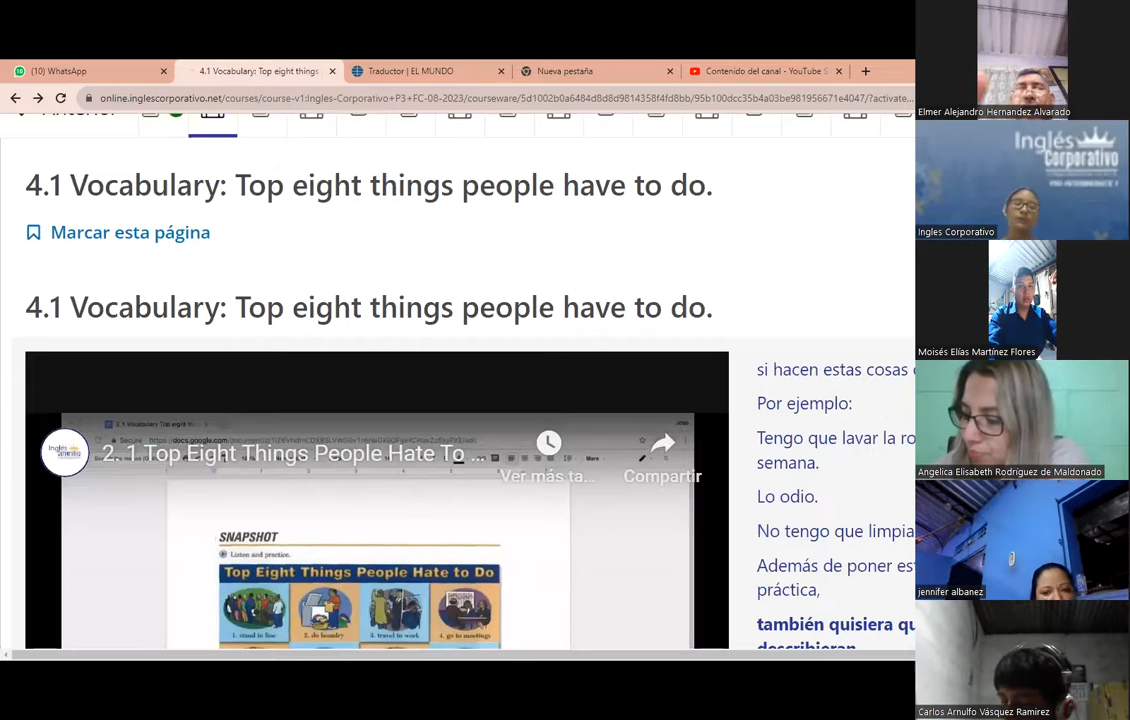 (10) WhatsApp
4.1 Vocabulary: Top eight things
Traductor | EL MUNDO
Nueva pestaña
Contenido del canal - YouTube S
online.inglescorporativo.net/courses/course-v1:Ingles-Corporativo+P3+FC-08-2023/courseware/5d1002b0a6484d8d8d9814358f4fd8bb/95b100dcc35b4a03be981956671e4047/?activate...
Anterior
4.1 Vocabulary: Top eight things people have to do.
Marcar esta página
4.1 Vocabulary: Top eight things people have to do.
2. 1 Top Eight Things People Hate To ...
Ver más ta...
Compartir
SNAPSHOT
Listen and practice.
Top Eight Things People Hate to Do
1. stand in line
2. do laundry
3. travel to work
4. go to meetings
si hacen estas cosas
Por ejemplo:
Tengo que lavar la ro
semana.
Lo odio.
No tengo que limpia
Además de poner es
práctica,
también quisiera qu
describieran
Elmer Alejandro Hernandez Alvarado
Inglés
Corporativo
Ingles Corporativo
Moisés Elías Martínez Flores
Angelica Elisabeth Rodríguez de Maldonado
jennifer albanez
Carlos Arnulfo Vásquez Ramirez